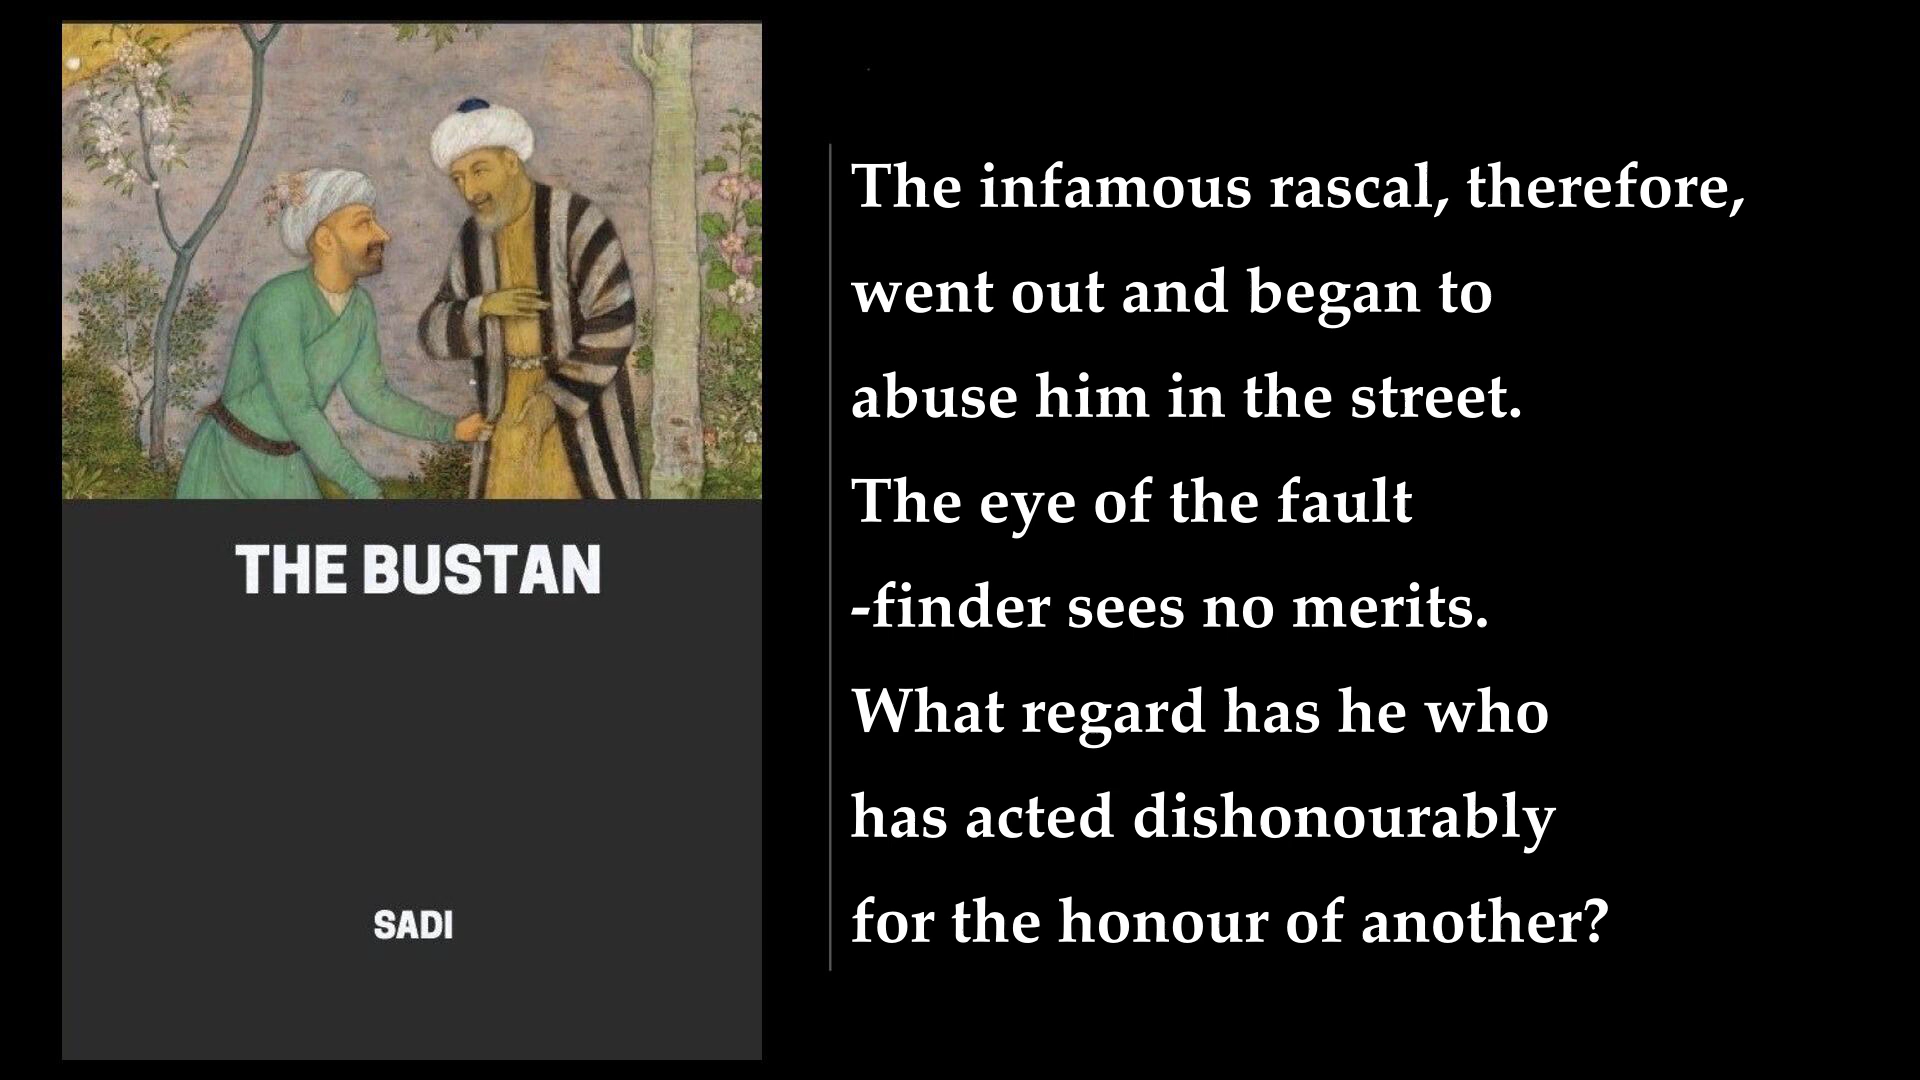 THE BUSTAN
SADI
The infamous rascal, therefore,
went out and began to
abuse him in the street.
The eye of the fault
-finder sees no merits.
What regard has he who
has acted dishonourably
for the honour of another?